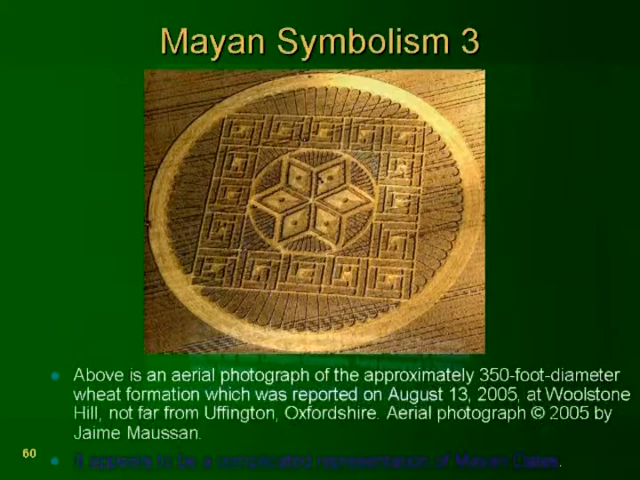 Mayan Symbolism 3
Above is an aerial photograph of the approximately 350-foot-diameter
wheat formation which was reported on August 13, 2005, at Woolstone
Hill, not far from Uffington, Oxfordshire. Aerial photograph © 2005 by
Jaime Maussan.
60
It appears to be a complicated representation of Mayan Dates.